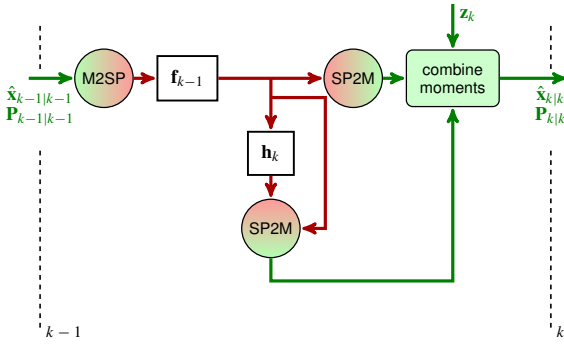 z_k
M2SP
f_{k−1}
SP2M
combine
moments
x̂_{k−1|k−1}
P_{k−1|k−1}
x̂_{k|k}
P_{k|k}
h_k
SP2M
k − 1
k